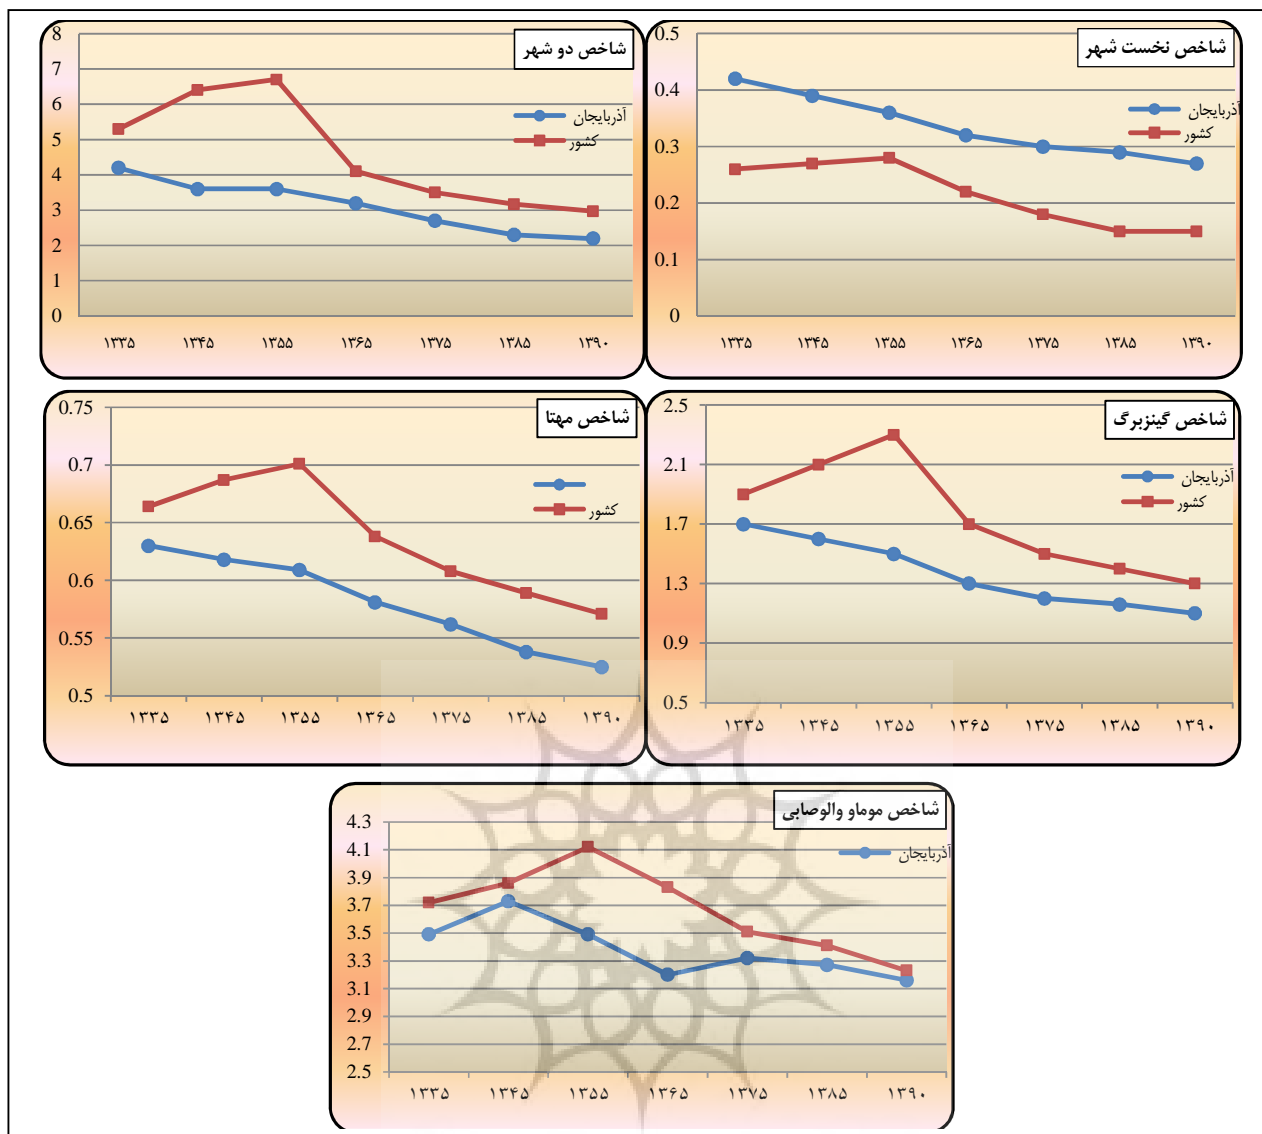 شاخص نخست شهر
0.5
0.4
0.3
0.2
0.1
0
آذربایجان
کشور
۱۳۳۵ ۱۳۴۵ ۱۳۵۵ ۱۳۶۵ ۱۳۷۵ ۱۳۸۵ ۱۳۹۰
شاخص دو شهر
8
7
6
5
4
3
2
1
0
آذربایجان
کشور
۱۳۳۵ ۱۳۴۵ ۱۳۵۵ ۱۳۶۵ ۱۳۷۵ ۱۳۸۵ ۱۳۹۰
شاخص گینزبرگ
2.5
2.1
1.7
1.3
0.9
0.5
آذربایجان
کشور
۱۳۳۵ ۱۳۴۵ ۱۳۵۵ ۱۳۶۵ ۱۳۷۵ ۱۳۸۵ ۱۳۹۰
شاخص مهتا
0.75
0.7
0.65
0.6
0.55
0.5
کشور
۱۳۳۵ ۱۳۴۵ ۱۳۵۵ ۱۳۶۵ ۱۳۷۵ ۱۳۸۵ ۱۳۹۰
شاخص موماو والوصابی
4.3
4.1
3.9
3.7
3.5
3.3
3.1
2.9
2.7
2.5
آذربایجان
۱۳۳۵ ۱۳۴۵ ۱۳۵۵ ۱۳۶۵ ۱۳۷۵ ۱۳۸۵ ۱۳۹۰